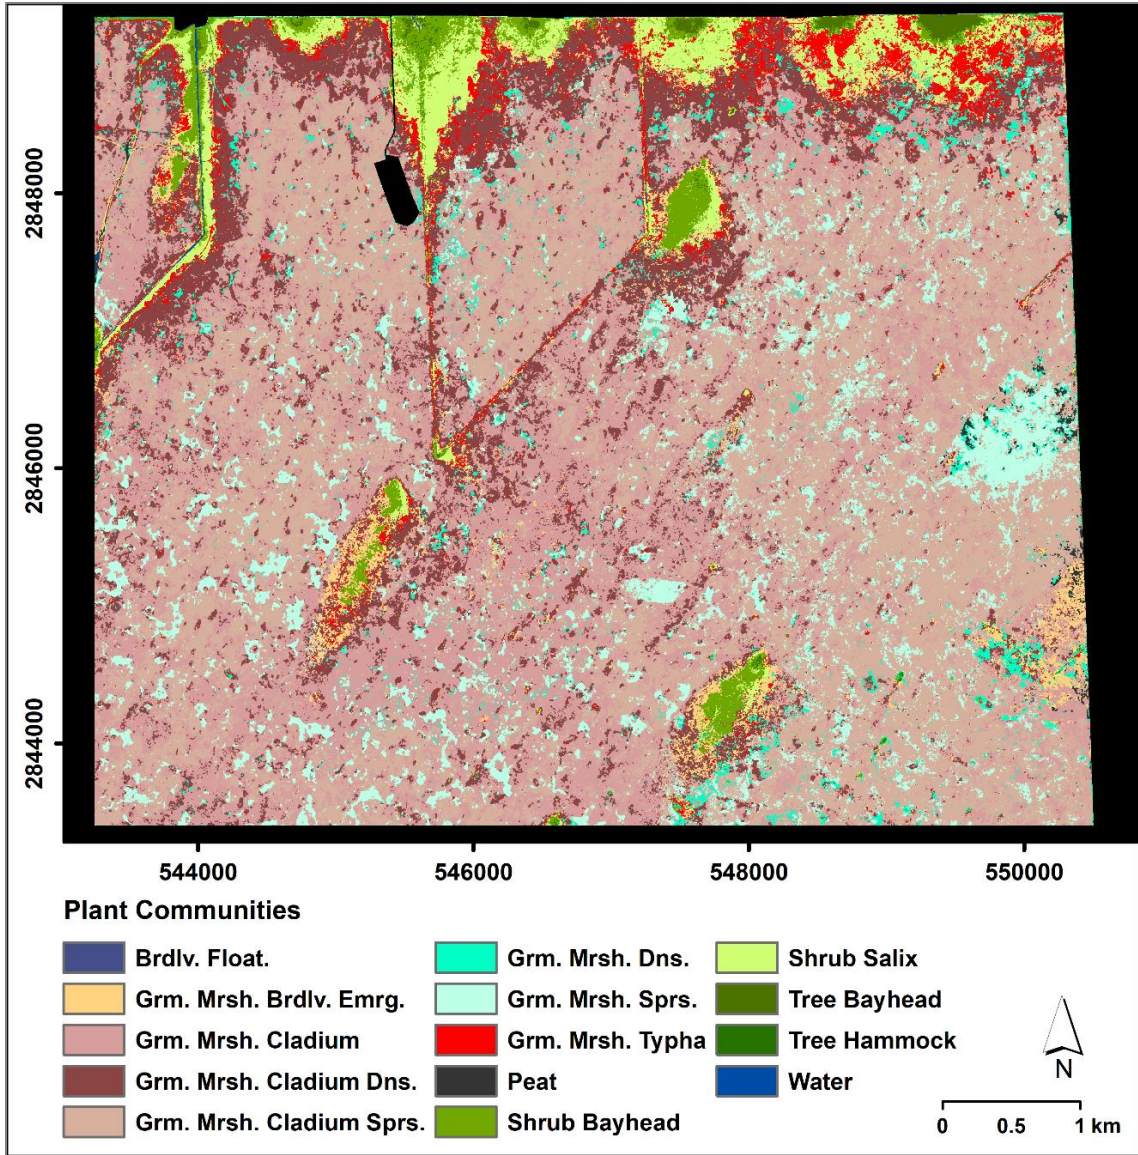 2848000
2846000
2844000
544000 546000 548000 550000
Plant Communities
Brdlv. Float.
Grm. Mrsh. Brdlv. Emrg.
Grm. Mrsh. Cladium
Grm. Mrsh. Cladium Dns.
Grm. Mrsh. Cladium Sprs.
Grm. Mrsh. Dns.
Grm. Mrsh. Sprs.
Grm. Mrsh. Typha
Peat
Shrub Bayhead
Shrub Salix
Tree Bayhead
Tree Hammock
Water
N
0 0.5 1 km